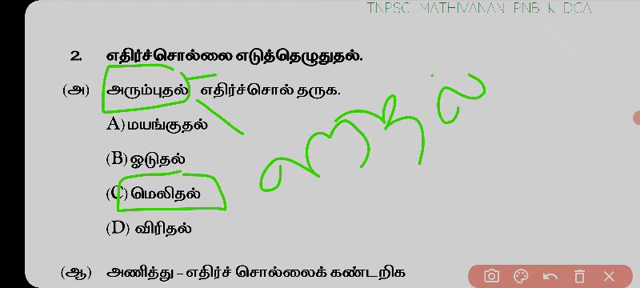 TNPSC MATHIVANAN PNB K DCA
2. எதிர்ச்சொல்லை எடுத்தெழுதுதல்.
(அ) அரும்புதல் எதிர்ச்சொல் தருக.
A) மயங்குதல்
(B) ஓடுதல்
(C) மெலிதல்
(D) விரிதல்
(ஆ) அணித்து – எதிர்ச் சொல்லைக் கண்டறிக